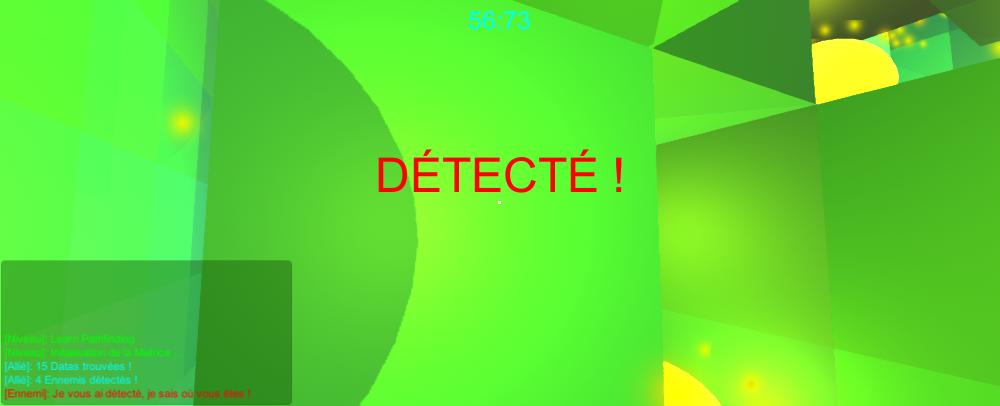 56:73
DÉTECTÉ !
[Niveau]: Learn Pathfinding
[Niveau]: Initialisation de la Matrice
[Allié]: 15 Datas trouvées !
[Allié]: 4 Ennemis détectés !
[Ennemi]: Je vous ai détecté, je sais où vous êtes !